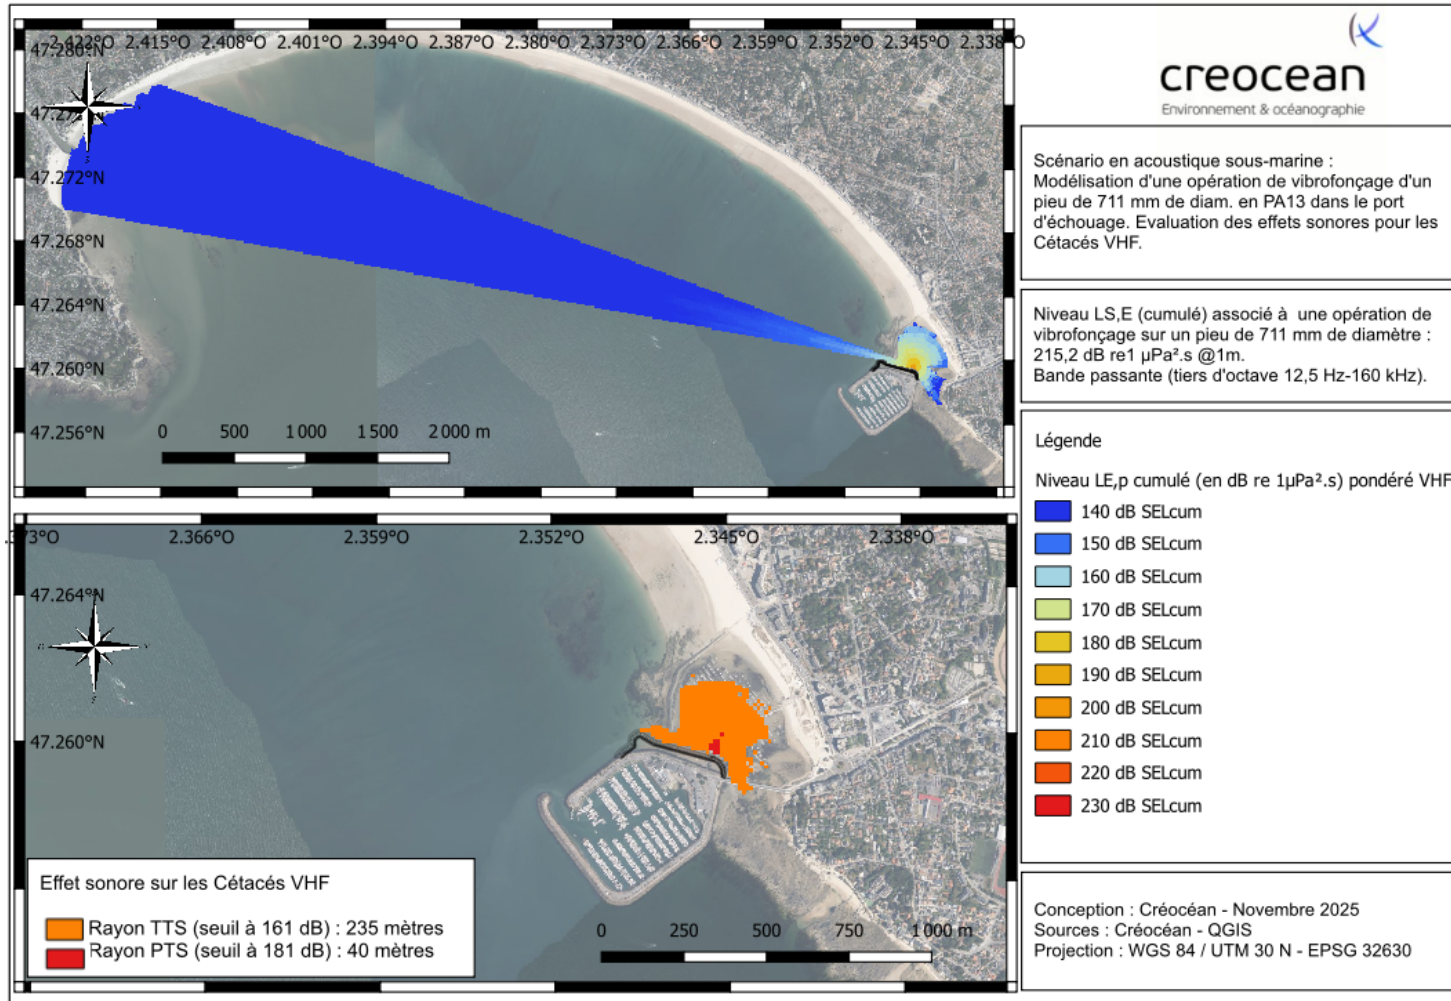 2.422°O 2.415°O 2.408°O 2.401°O 2.394°O 2.387°O 2.380°O 2.373°O 2.366°O 2.359°O 2.352°O 2.345°O 2.338°O
47.280°N
47.272°N
47.268°N
47.264°N
47.260°N
47.256°N
0 500 1 000 1 500 2 000 m
creocean
Environnement & océanographie
Scénario en acoustique sous-marine :
Modélisation d'une opération de vibrofonçage d'un
pieu de 711 mm de diam. en PA13 dans le port
d'échouage. Evaluation des effets sonores pour les
Cétacés VHF.
Niveau LS,E (cumulé) associé à une opération de
vibrofonçage sur un pieu de 711 mm de diamètre :
215,2 dB re1 µPa².s @1m.
Bande passante (tiers d'octave 12,5 Hz-160 kHz).
Légende
Niveau LE,p cumulé (en dB re 1µPa².s) pondéré VHF
140 dB SELcum
150 dB SELcum
160 dB SELcum
170 dB SELcum
180 dB SELcum
190 dB SELcum
200 dB SELcum
210 dB SELcum
220 dB SELcum
230 dB SELcum
.373°O 2.366°O 2.359°O 2.352°O 2.345°O 2.338°O
47.264°N
47.260°N
Effet sonore sur les Cétacés VHF
Rayon TTS (seuil à 161 dB) : 235 mètres
Rayon PTS (seuil à 181 dB) : 40 mètres
0 250 500 750 1 000 m
Conception : Créocéan - Novembre 2025
Sources : Créocéan - QGIS
Projection : WGS 84 / UTM 30 N - EPSG 32630